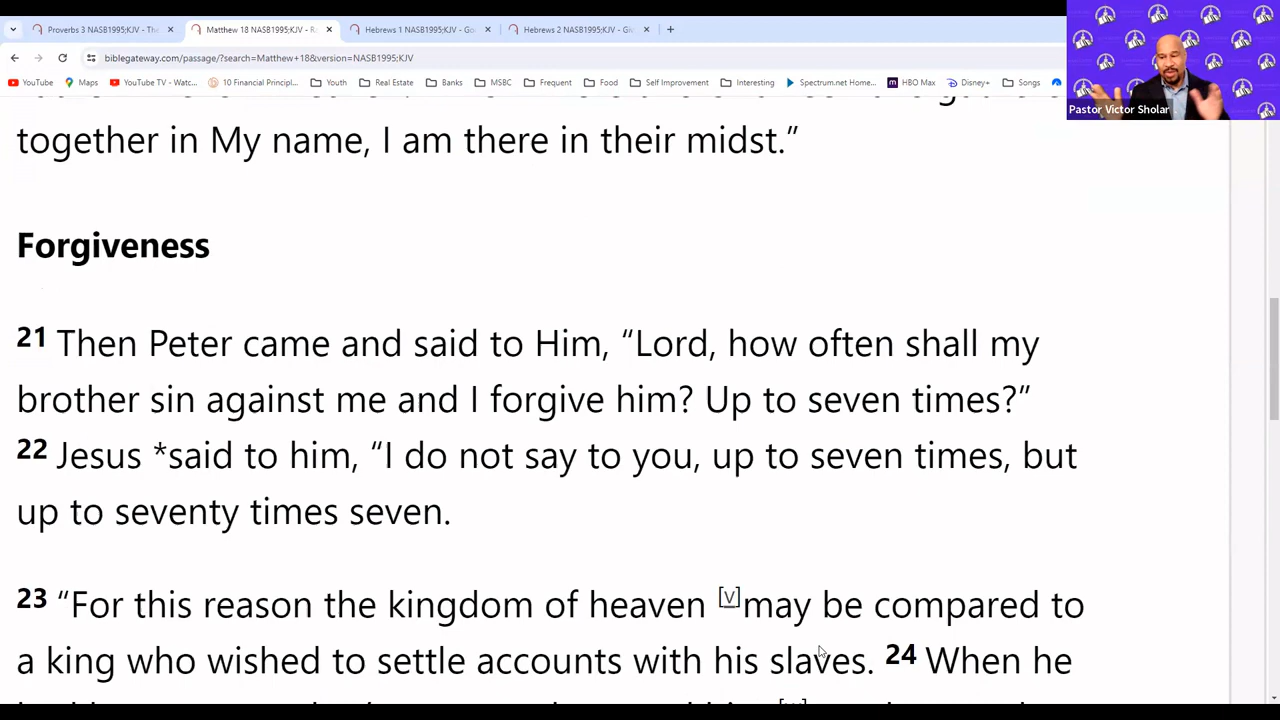 Proverbs 3 NASB1995;KJV - The
Matthew 18 NASB1995;KJV - R
Hebrews 1 NASB1995;KJV - Go
Hebrews 2 NASB1995;KJV - Gi
biblegateway.com/passage/?search=Matthew+18&version=NASB1995;KJV
YouTube
Maps
YouTube TV - Watc...
10 Financial Principl...
Youth
Real Estate
Banks
MSBC
Frequent
Food
Self Improvement
Interesting
Spectrum.net Home...
HBO Max
Disney+
Songs
Pastor Victor Sholar
together in My name, I am there in their midst.”
Forgiveness
21 Then Peter came and said to Him, “Lord, how often shall my
brother sin against me and I forgive him? Up to seven times?”
22 Jesus *said to him, “I do not say to you, up to seven times, but
up to seventy times seven.
23 “For this reason the kingdom of heaven [v]may be compared to
a king who wished to settle accounts with his slaves. 24 When he